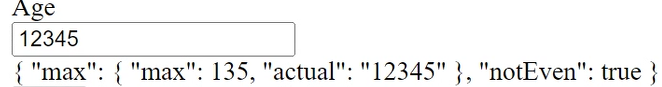 Age
12345
{ "max": { "max": 135, "actual": "12345" }, "notEven": true }